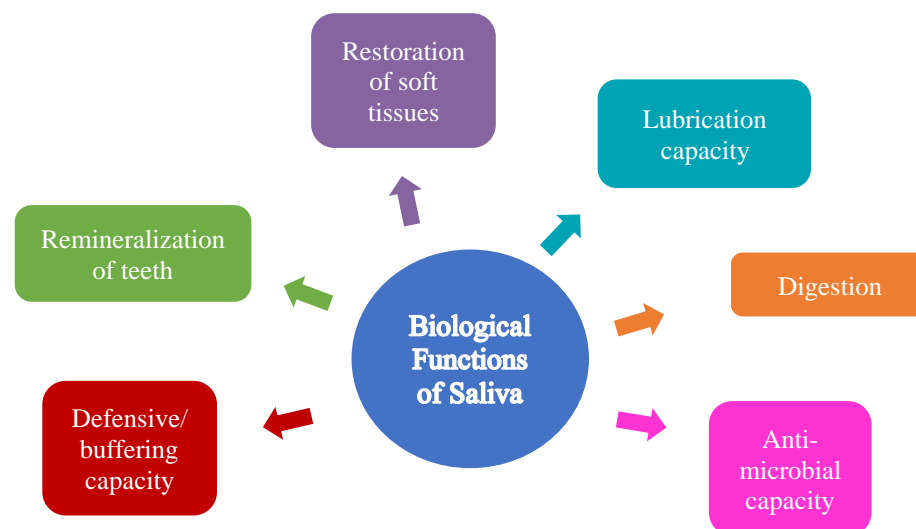 Restoration
of soft
tissues
Lubrication
capacity
Remineralization
of teeth
Digestion
Biological
Functions
of Saliva
Defensive/
buffering
capacity
Anti-
microbial
capacity